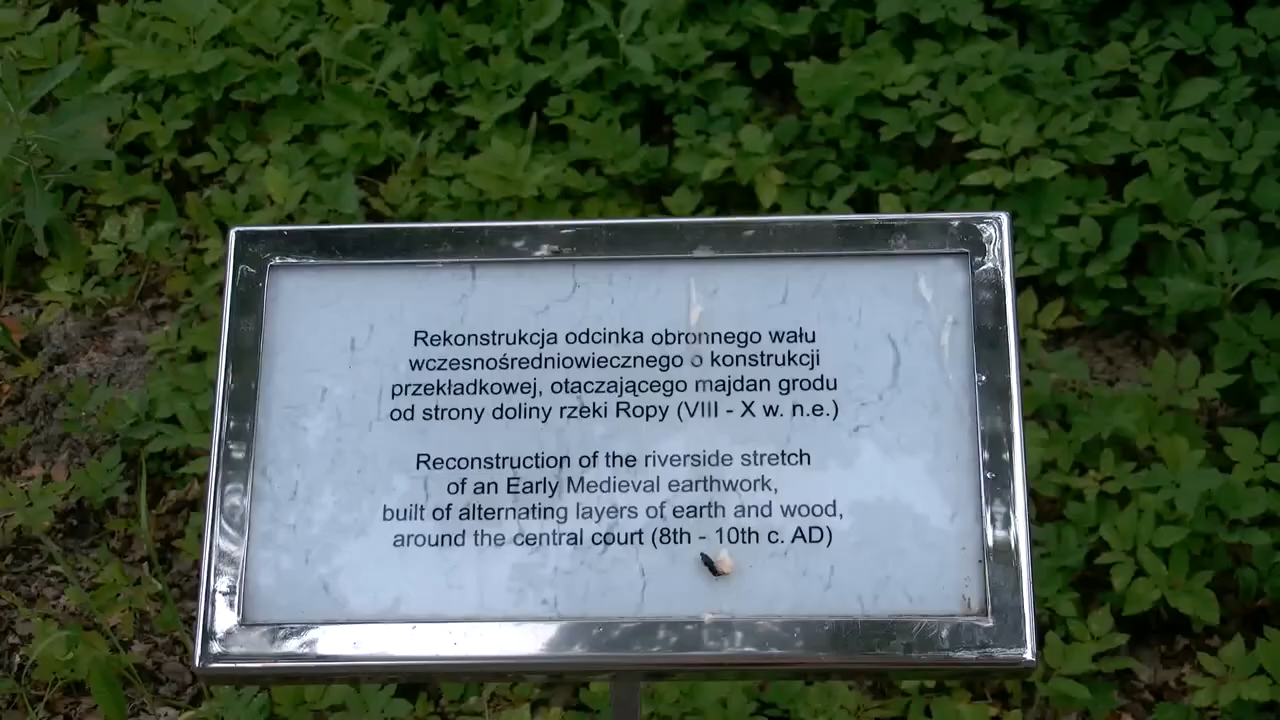 Rekonstrukcja odcinka obronnego wału
wczesnośredniowiecznego o konstrukcji
przekładkowej, otaczającego majdan grodu
od strony doliny rzeki Ropy (VIII - X w. n.e.)
Reconstruction of the riverside stretch
of an Early Medieval earthwork,
built of alternating layers of earth and wood,
around the central court (8th - 10th c. AD)